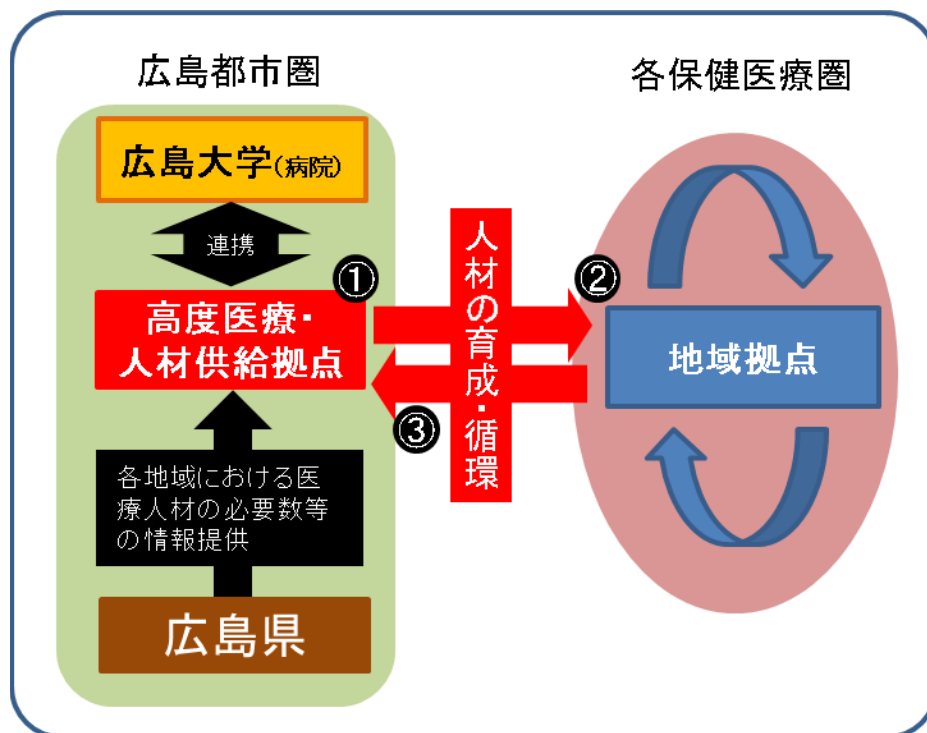 広島都市圏
各保健医療圏
広島大学(病院)
連携
①
高度医療・
人材供給拠点
人材の育成・循環
②
地域拠点
③
各地域における医
療人材の必要数等
の情報提供
広島県